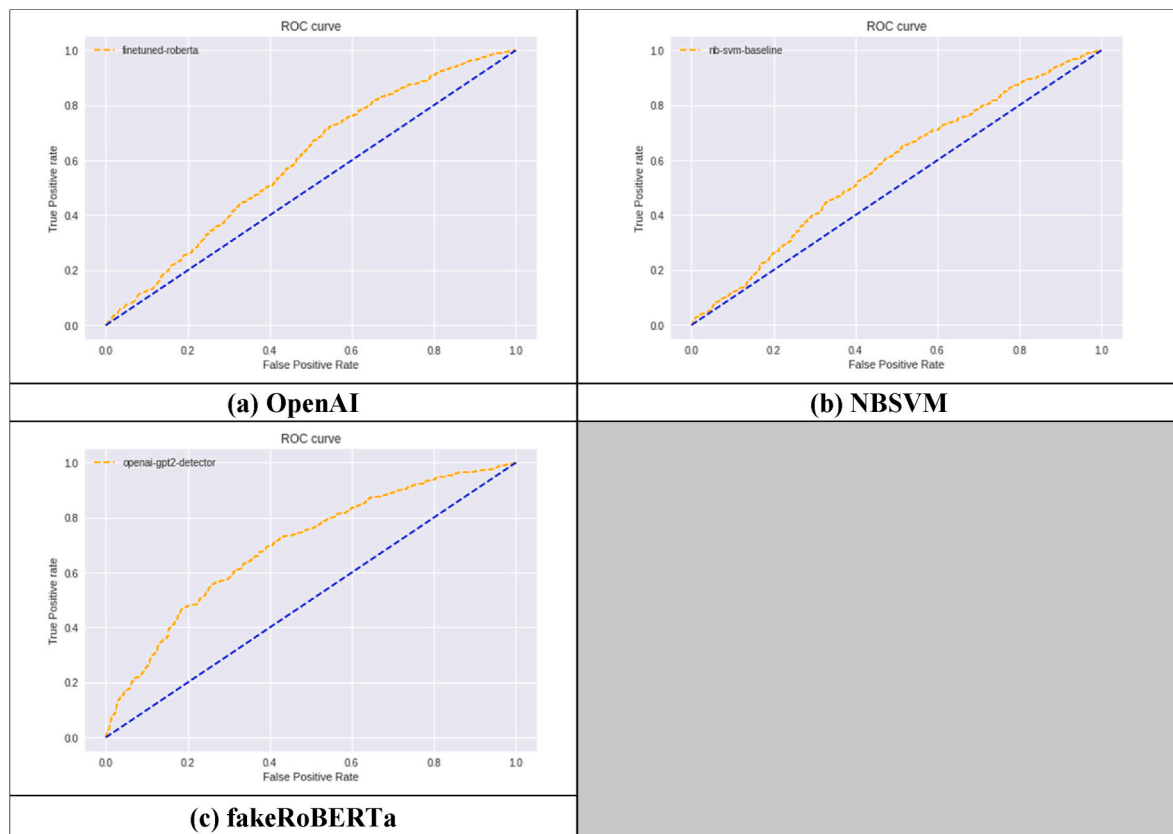 ROC curve
finetuned-roberta
1.0
0.8
0.6
0.4
0.2
0.0
True Positive rate
0.0 0.2 0.4 0.6 0.8 1.0
False Positive Rate
(a) OpenAI
ROC curve
nb-svm-baseline
1.0
0.8
0.6
0.4
0.2
0.0
True Positive rate
0.0 0.2 0.4 0.6 0.8 1.0
False Positive Rate
(b) NBSVM
ROC curve
openai-gpt2-detector
1.0
0.8
0.6
0.4
0.2
0.0
True Positive rate
0.0 0.2 0.4 0.6 0.8 1.0
False Positive Rate
(c) fakeRoBERTa